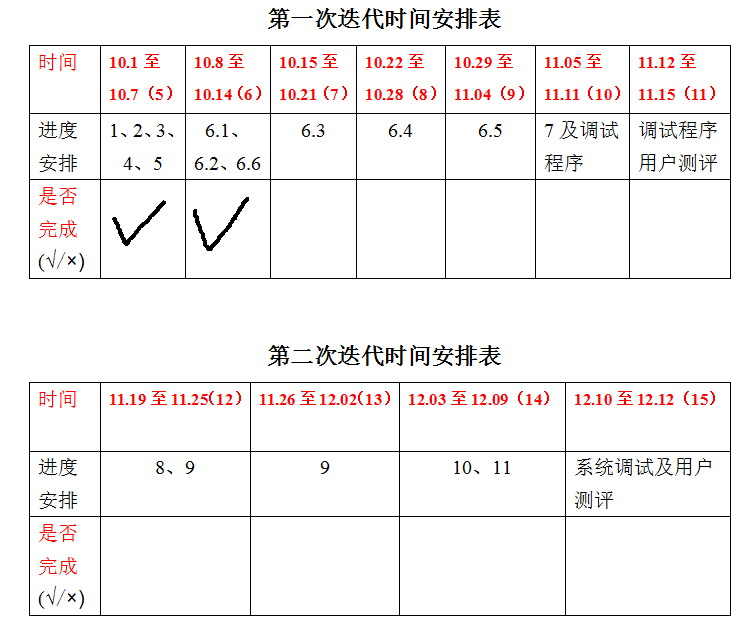 第一次迭代时间安排表
时间 10.1 至 10.8 至 10.15 至 10.22 至 10.29 至 11.05 至 11.12 至
10.7（5） 10.14（6） 10.21（7） 10.28（8） 11.04（9） 11.11（10） 11.15（11）
进度 1、2、3、 6.1、 6.3 6.4 6.5 7 及调试 调试程序
安排 4、5 6.2、6.6 程序 用户测评
是否
完成 ✓ ✓
(√/×)
第二次迭代时间安排表
时间 11.19 至 11.25（12） 11.26 至 12.02（13） 12.03 至 12.09（14） 12.10 至 12.12（15）
进度 8、9 9 10、11 系统调试及用户
安排 测评
是否
完成
(√/×)